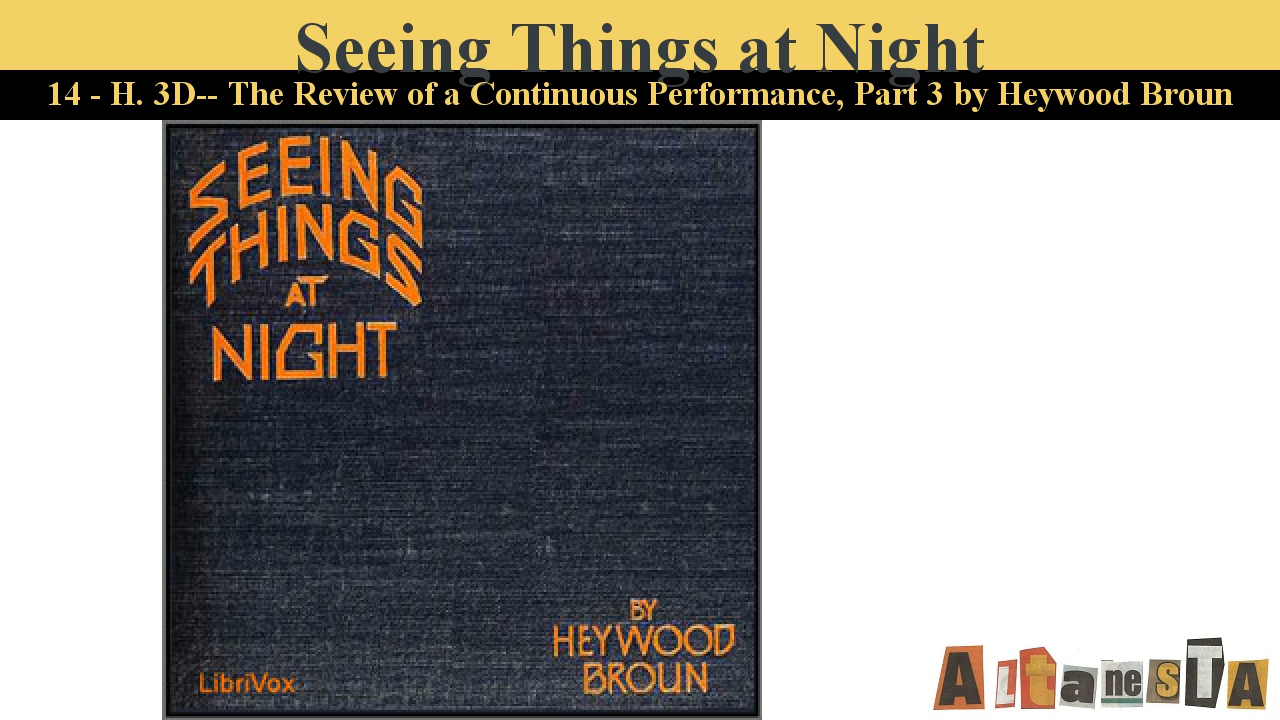 Seeing Things at Night
14 - H. 3D-- The Review of a Continuous Performance, Part 3 by Heywood Broun
SEEING
THINGS
AT
NIGHT
BY
HEYWOOD
BROUN
LibriVox
AltanesTA